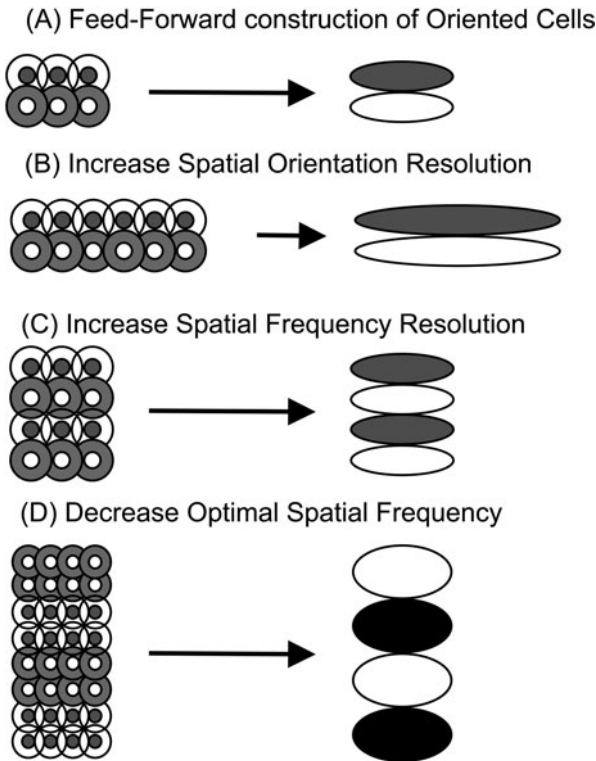 (A) Feed-Forward construction of Oriented Cells
(B) Increase Spatial Orientation Resolution
(C) Increase Spatial Frequency Resolution
(D) Decrease Optimal Spatial Frequency